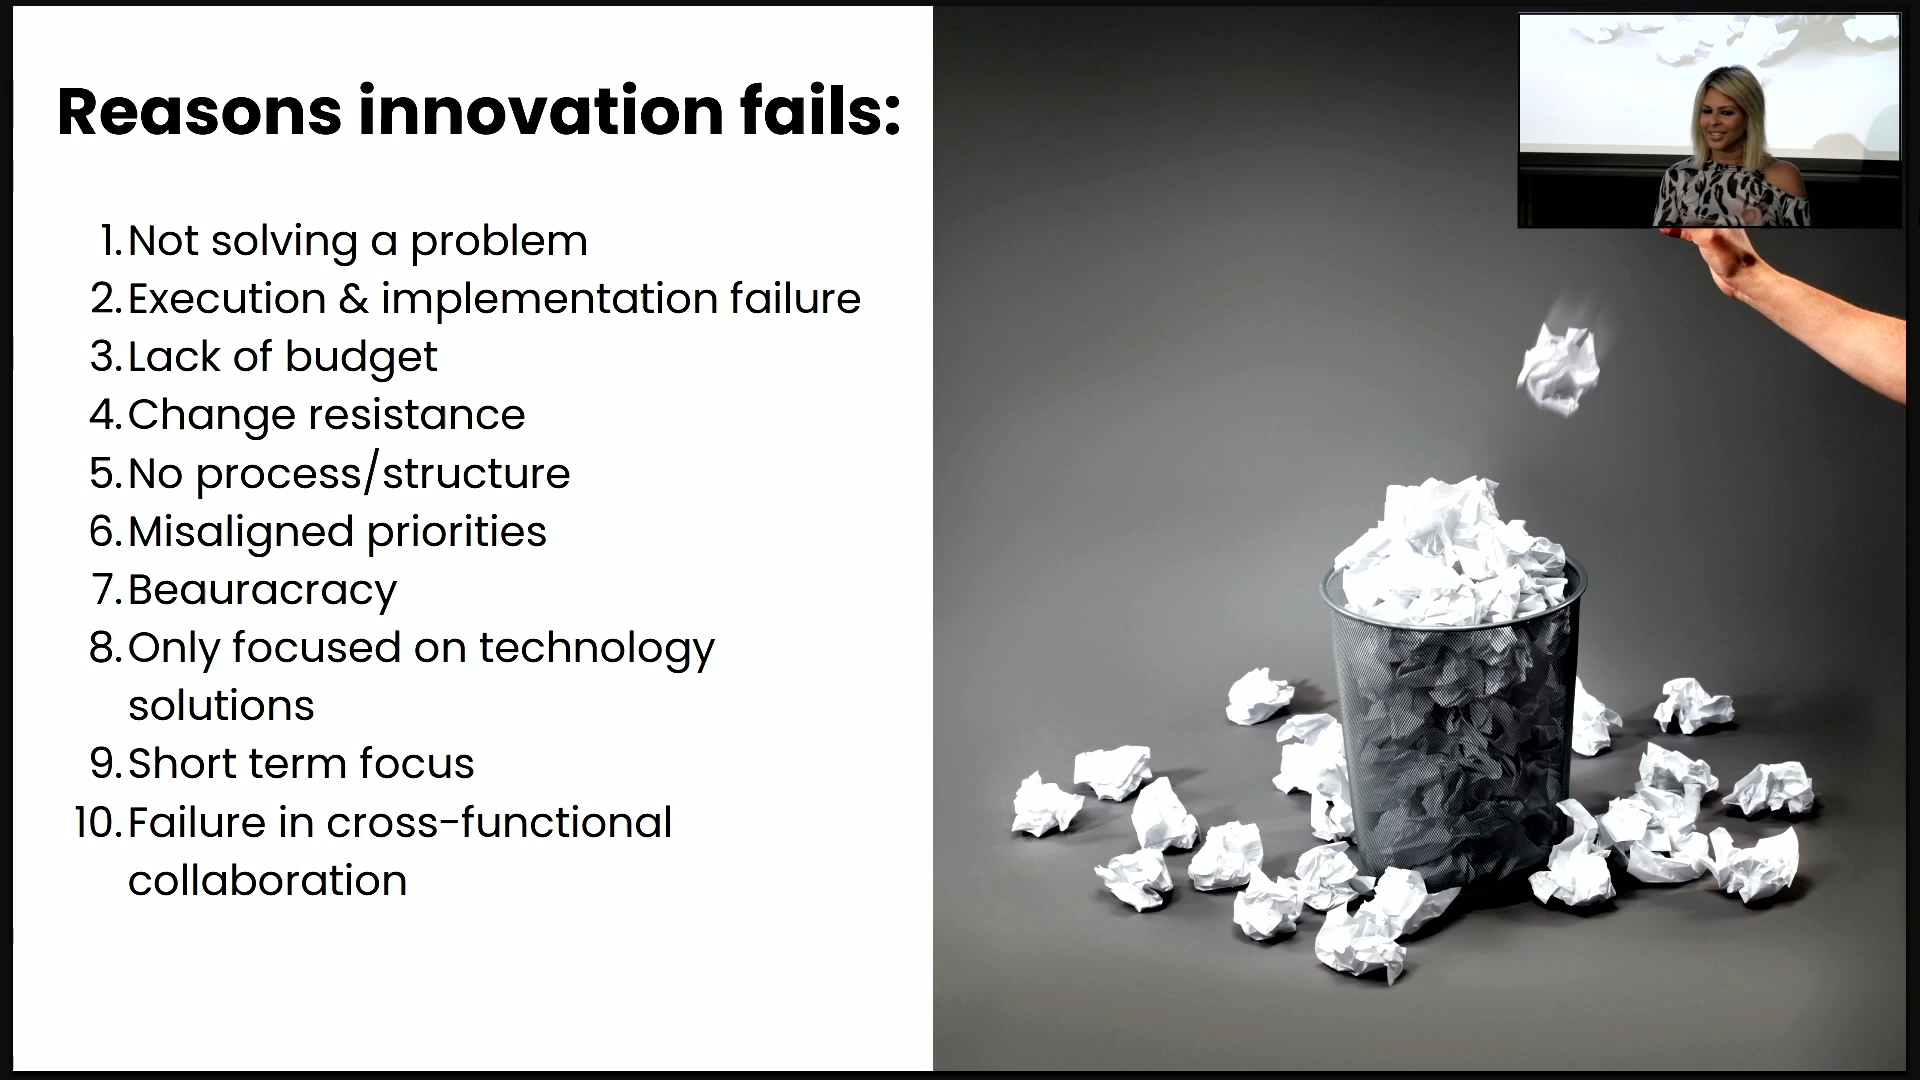 Reasons innovation fails:
1. Not solving a problem
2. Execution & implementation failure
3. Lack of budget
4. Change resistance
5. No process/structure
6. Misaligned priorities
7. Beauracracy
8. Only focused on technology
solutions
9. Short term focus
10. Failure in cross-functional
collaboration